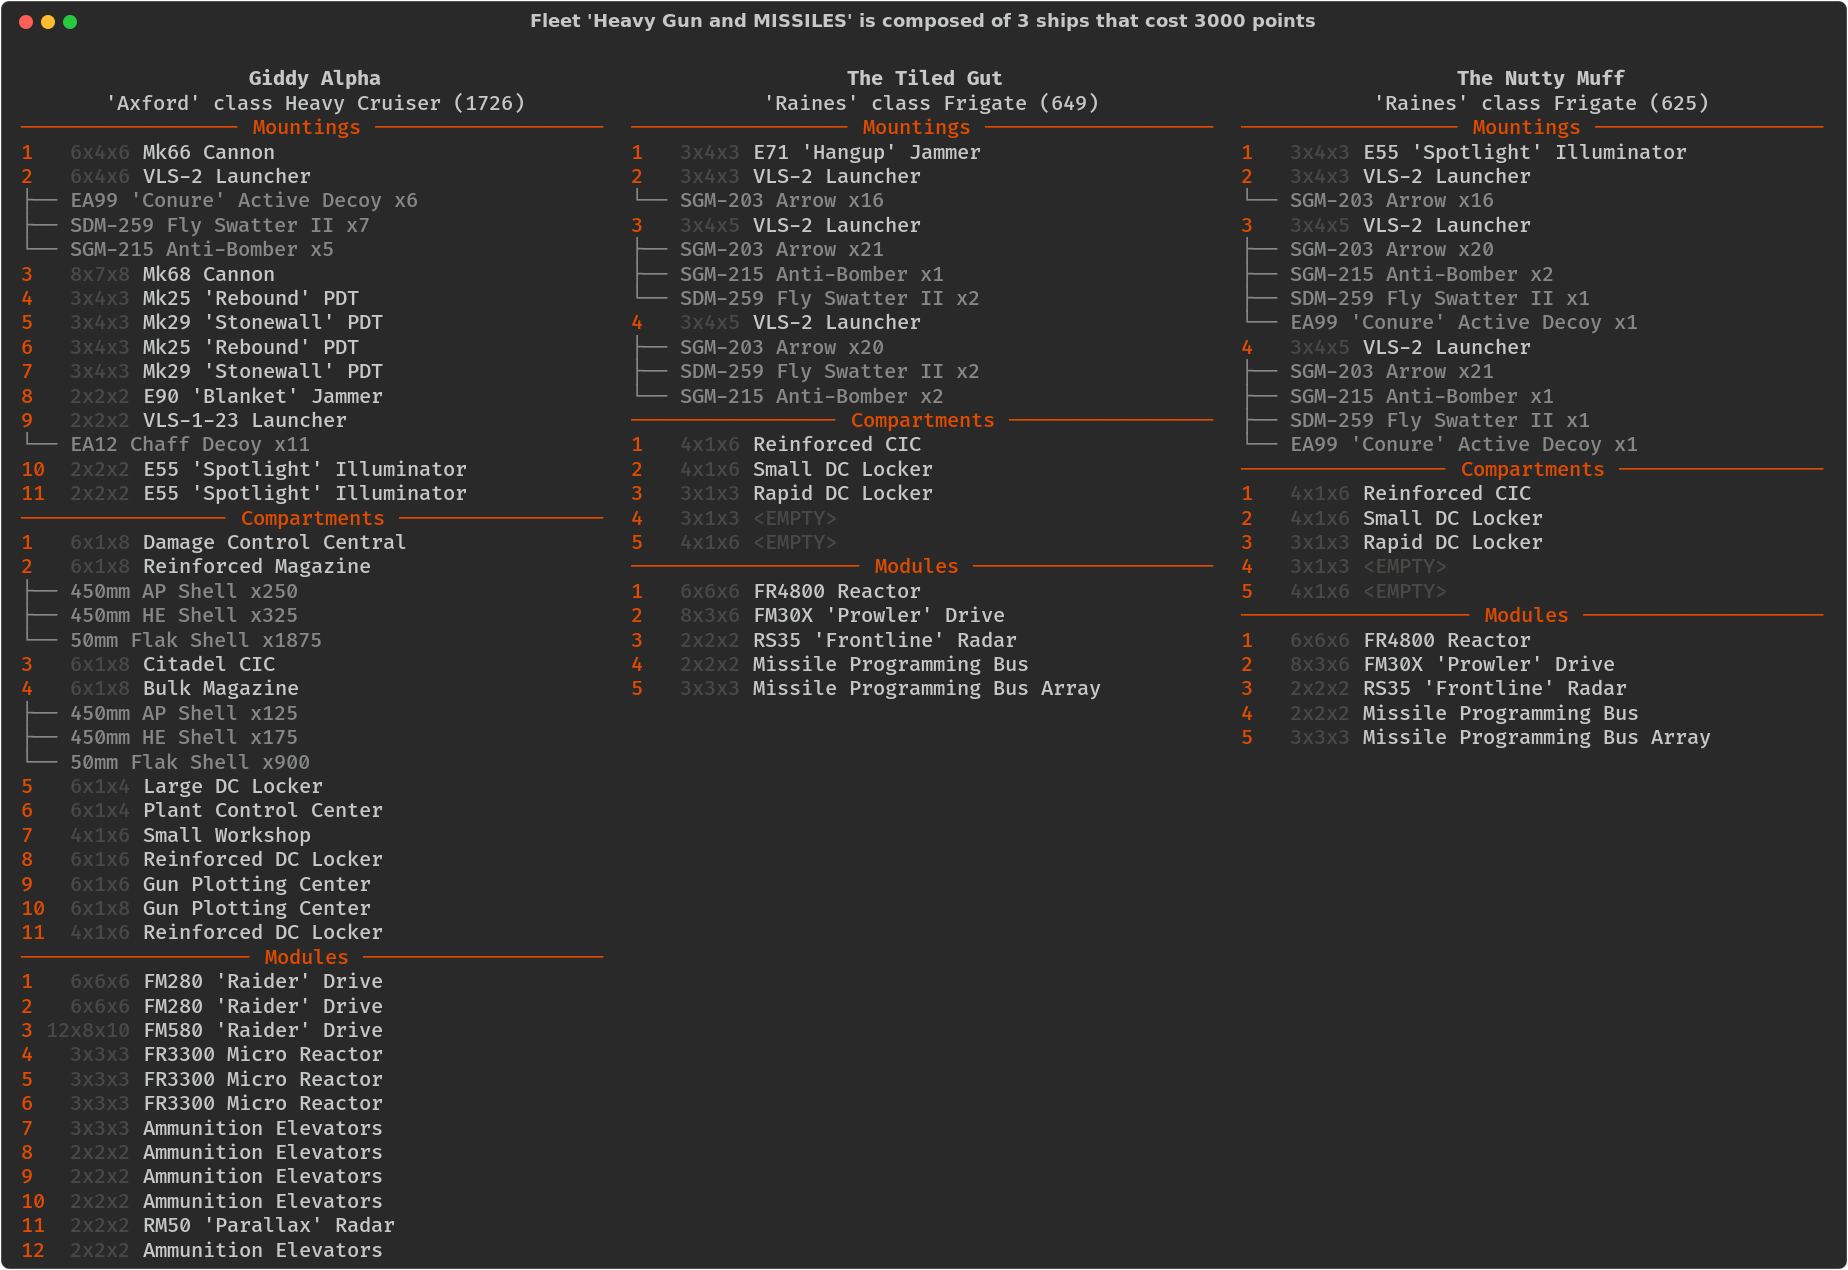 Fleet 'Heavy Gun and MISSILES' is composed of 3 ships that cost 3000 points
Giddy Alpha
'Axford' class Heavy Cruiser (1726)
Mountings
1 6x4x6 Mk66 Cannon
2 6x4x6 VLS-2 Launcher
EA99 'Conure' Active Decoy x6
SDM-259 Fly Swatter II x7
SGM-215 Anti-Bomber x5
3 8x7x8 Mk68 Cannon
4 3x4x3 Mk25 'Rebound' PDT
5 3x4x3 Mk29 'Stonewall' PDT
6 3x4x3 Mk25 'Rebound' PDT
7 3x4x3 Mk29 'Stonewall' PDT
8 2x2x2 E90 'Blanket' Jammer
9 2x2x2 VLS-1-23 Launcher
EA12 Chaff Decoy x11
10 2x2x2 E55 'Spotlight' Illuminator
11 2x2x2 E55 'Spotlight' Illuminator
Compartments
1 6x1x8 Damage Control Central
2 6x1x8 Reinforced Magazine
450mm AP Shell x250
450mm HE Shell x325
50mm Flak Shell x1875
3 6x1x8 Citadel CIC
4 6x1x8 Bulk Magazine
450mm AP Shell x125
450mm HE Shell x175
50mm Flak Shell x900
5 6x1x4 Large DC Locker
6 6x1x4 Plant Control Center
7 4x1x6 Small Workshop
8 6x1x6 Reinforced DC Locker
9 6x1x6 Gun Plotting Center
10 6x1x8 Gun Plotting Center
11 4x1x6 Reinforced DC Locker
Modules
1 6x6x6 FM280 'Raider' Drive
2 6x6x6 FM280 'Raider' Drive
3 12x8x10 FM580 'Raider' Drive
4 3x3x3 FR3300 Micro Reactor
5 3x3x3 FR3300 Micro Reactor
6 3x3x3 FR3300 Micro Reactor
7 3x3x3 Ammunition Elevators
8 2x2x2 Ammunition Elevators
9 2x2x2 Ammunition Elevators
10 2x2x2 Ammunition Elevators
11 2x2x2 RM50 'Parallax' Radar
12 2x2x2 Ammunition Elevators
The Tiled Gut
'Raines' class Frigate (649)
Mountings
1 3x4x3 E71 'Hangup' Jammer
2 3x4x3 VLS-2 Launcher
SGM-203 Arrow x16
3 3x4x5 VLS-2 Launcher
SGM-203 Arrow x21
SGM-215 Anti-Bomber x1
SDM-259 Fly Swatter II x2
4 3x4x5 VLS-2 Launcher
SGM-203 Arrow x20
SDM-259 Fly Swatter II x2
SGM-215 Anti-Bomber x2
Compartments
1 4x1x6 Reinforced CIC
2 4x1x6 Small DC Locker
3 3x1x3 Rapid DC Locker
4 3x1x3 <EMPTY>
5 4x1x6 <EMPTY>
Modules
1 6x6x6 FR4800 Reactor
2 8x3x6 FM30X 'Prowler' Drive
3 2x2x2 RS35 'Frontline' Radar
4 2x2x2 Missile Programming Bus
5 3x3x3 Missile Programming Bus Array
The Nutty Muff
'Raines' class Frigate (625)
Mountings
1 3x4x3 E55 'Spotlight' Illuminator
2 3x4x3 VLS-2 Launcher
SGM-203 Arrow x16
3 3x4x5 VLS-2 Launcher
SGM-203 Arrow x20
SGM-215 Anti-Bomber x2
SDM-259 Fly Swatter II x1
EA99 'Conure' Active Decoy x1
4 3x4x5 VLS-2 Launcher
SGM-203 Arrow x21
SGM-215 Anti-Bomber x1
SDM-259 Fly Swatter II x1
EA99 'Conure' Active Decoy x1
Compartments
1 4x1x6 Reinforced CIC
2 4x1x6 Small DC Locker
3 3x1x3 Rapid DC Locker
4 3x1x3 <EMPTY>
5 4x1x6 <EMPTY>
Modules
1 6x6x6 FR4800 Reactor
2 8x3x6 FM30X 'Prowler' Drive
3 2x2x2 RS35 'Frontline' Radar
4 2x2x2 Missile Programming Bus
5 3x3x3 Missile Programming Bus Array